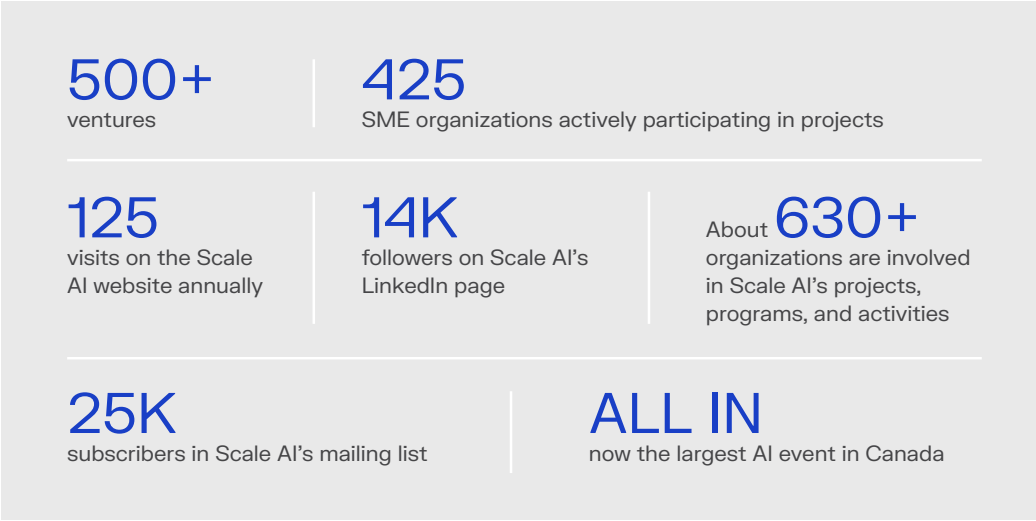 500+
ventures
425
SME organizations actively participating in projects
125
visits on the Scale
AI website annually
14K
followers on Scale AI's
LinkedIn page
About 630+
organizations are involved
in Scale AI's projects,
programs, and activities
25K
subscribers in Scale AI's mailing list
ALL IN
now the largest AI event in Canada